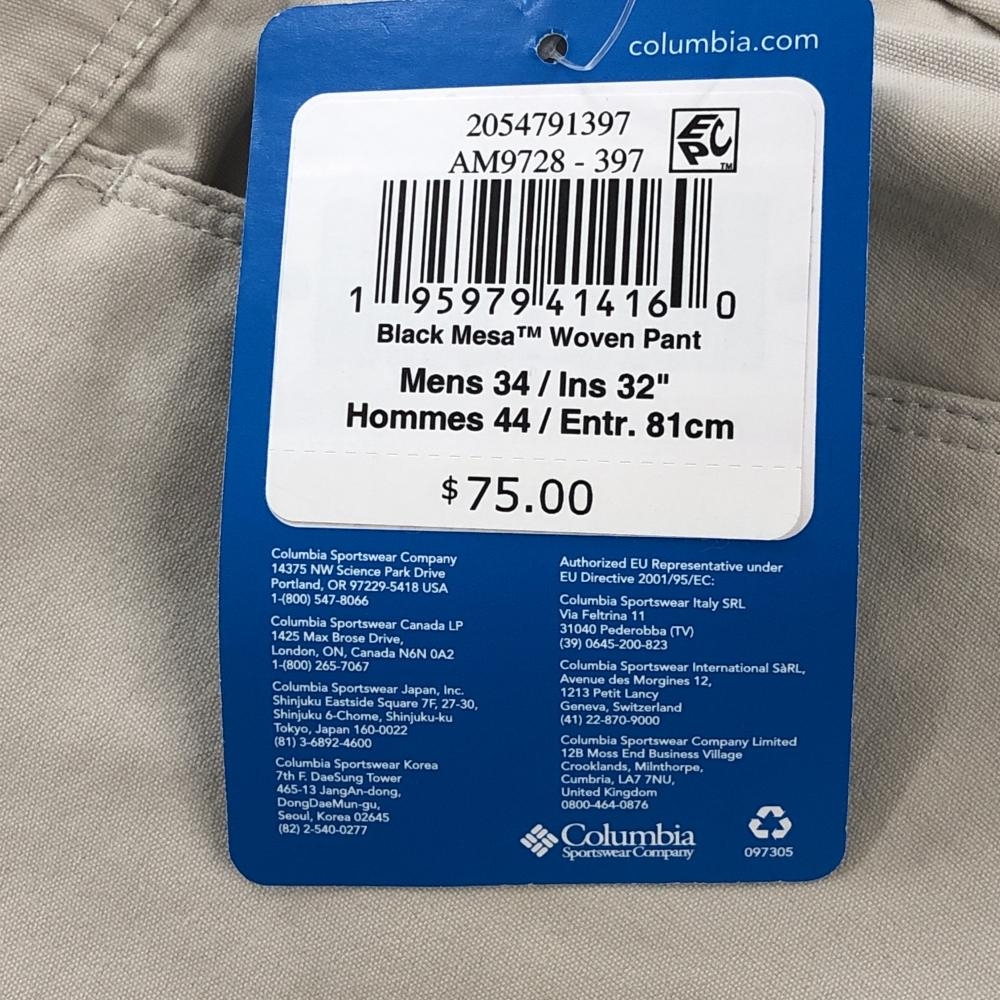 columbia.com
2054791397
AM9728 - 397
EPC™
1 95979 41416 0
Black Mesa™ Woven Pant
Mens 34 / Ins 32"
Hommes 44 / Entr. 81cm
$75.00
Columbia Sportswear Company
14375 NW Science Park Drive
Portland, OR 97229-5418 USA
1-(800) 547-8066
Columbia Sportswear Canada LP
1425 Max Brose Drive,
London, ON, Canada N6N 0A2
1-(800) 265-7067
Columbia Sportswear Japan, Inc.
Shinjuku Eastside Square 7F, 27-30,
Shinjuku 6-Chome, Shinjuku-ku
Tokyo, Japan 160-0022
(81) 3-6892-4600
Columbia Sportswear Korea
7th F. DaeSung Tower
465-13 JangAn-dong,
DongDaeMun-gu,
Seoul, Korea 02645
(82) 2-540-0277
Authorized EU Representative under
EU Directive 2001/95/EC:
Columbia Sportswear Italy SRL
Via Feltrina 11
31040 Pederobba (TV)
(39) 0645-200-823
Columbia Sportswear International SàRL,
Avenue des Morgines 12,
1213 Petit Lancy
Geneva, Switzerland
(41) 22-870-9000
Columbia Sportswear Company Limited
12B Moss End Business Village
Crooklands, Milnthorpe,
Cumbria, LA7 7NU,
United Kingdom
0800-464-0876
Columbia
Sportswear Company
097305